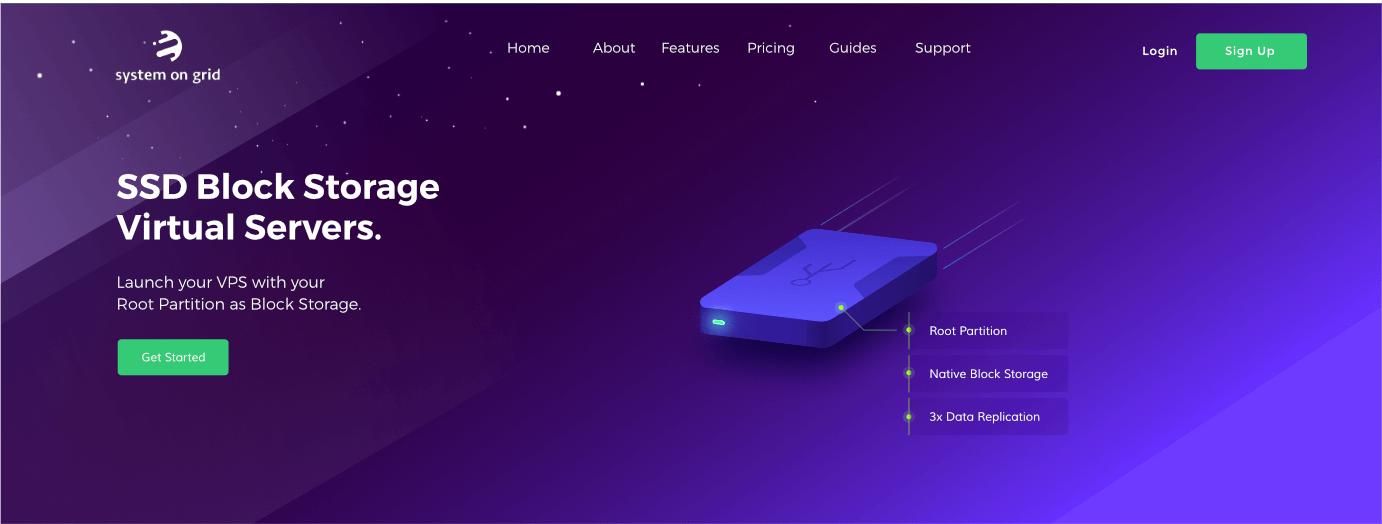 system on grid
Home About Features Pricing Guides Support
Login Sign Up
SSD Block Storage
Virtual Servers.
Launch your VPS with your
Root Partition as Block Storage.
Get Started
Root Partition
Native Block Storage
3x Data Replication